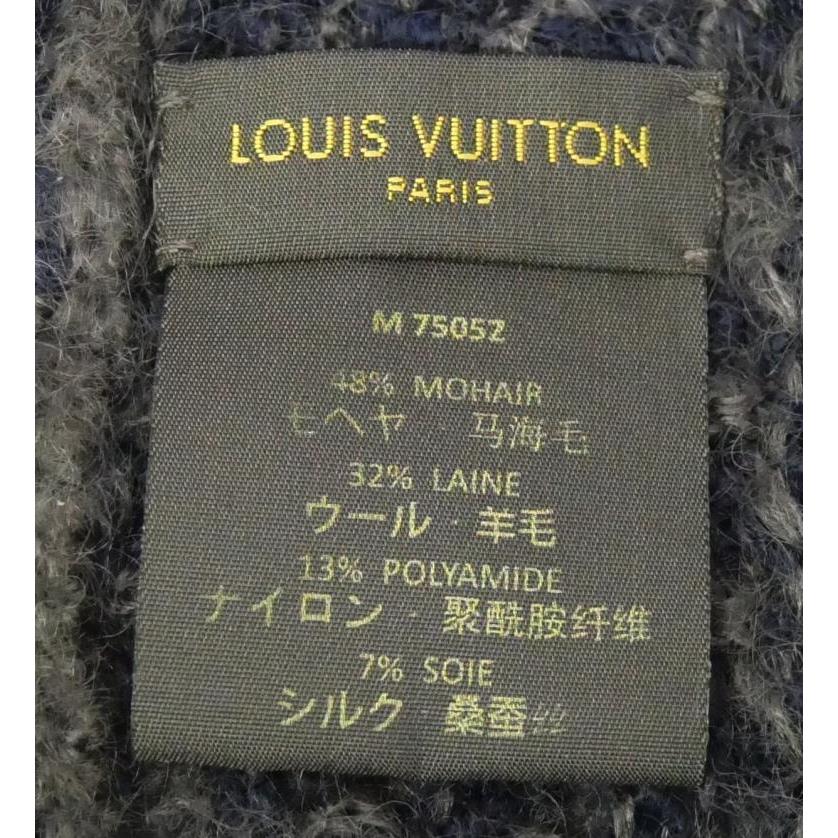 LOUIS VUITTON
PARIS
M 75052
48% MOHAIR
モヘヤ · 马海毛
32% LAINE
ウール · 羊毛
13% POLYAMIDE
ナイロン · 聚酰胺纤维
7% SOIE
シルク · 桑蚕丝